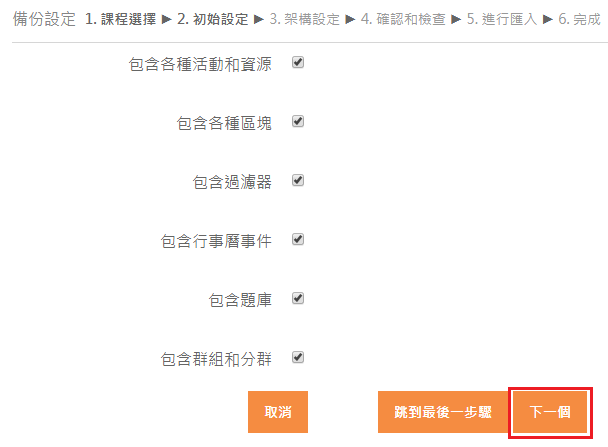 備份設定 1. 課程選擇 ► 2. 初始設定 ► 3. 架構設定 ► 4. 確認和檢查 ► 5. 進行匯入 ► 6. 完成
包含各種活動和資源
包含各種區塊
包含過濾器
包含行事曆事件
包含題庫
包含群組和分群
取消 跳到最後一步驟 下一個